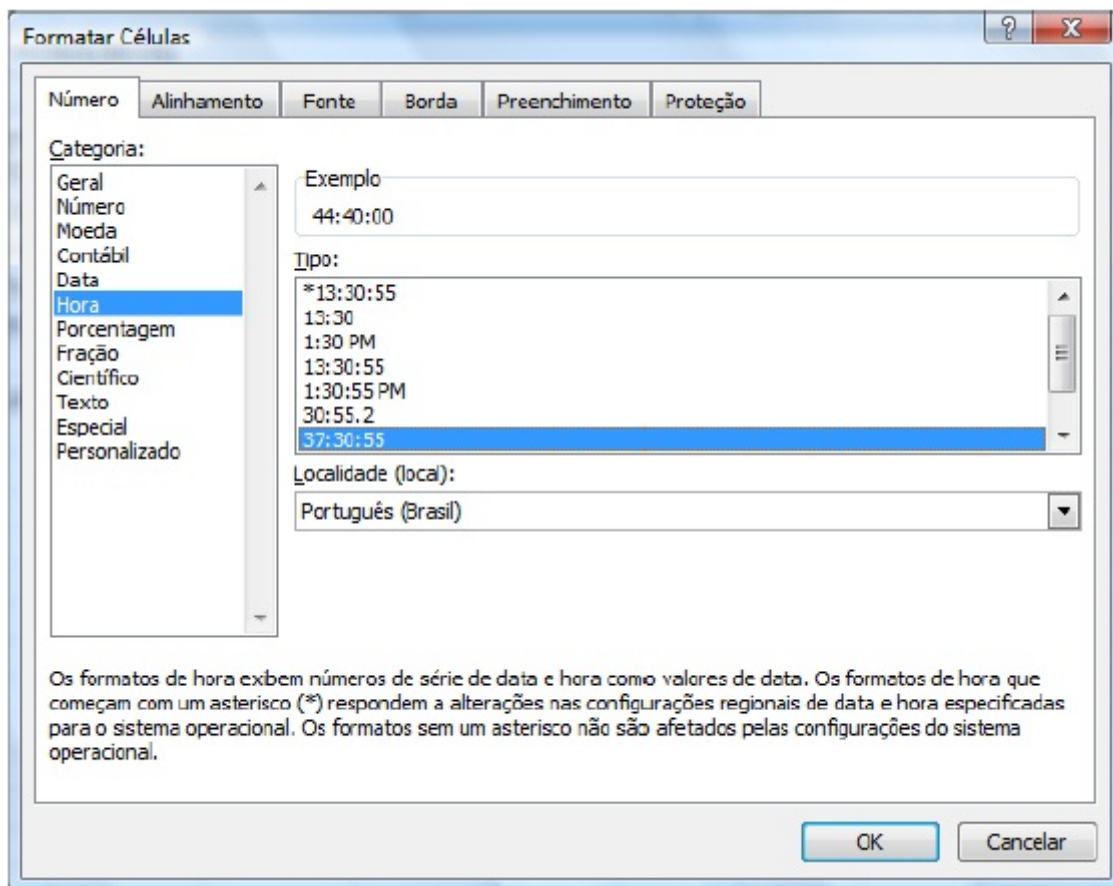 Formatar Células
Número Alinhamento Fonte Borda Preenchimento Proteção
Categoria:
Geral
Número
Moeda
Contábil
Data
Hora
Porcentagem
Fração
Científico
Texto
Especial
Personalizado
Exemplo
44:40:00
Tipo:
*13:30:55
13:30
1:30 PM
13:30:55
1:30:55 PM
30:55.2
37:30:55
Localidade (local):
Português (Brasil)
Os formatos de hora exibem números de série de data e hora como valores de data. Os formatos de hora que
começam com um asterisco (*) respondem a alterações nas configurações regionais de data e hora especificadas
para o sistema operacional. Os formatos sem um asterisco não são afetados pelas configurações do sistema
operacional.
OK Cancelar